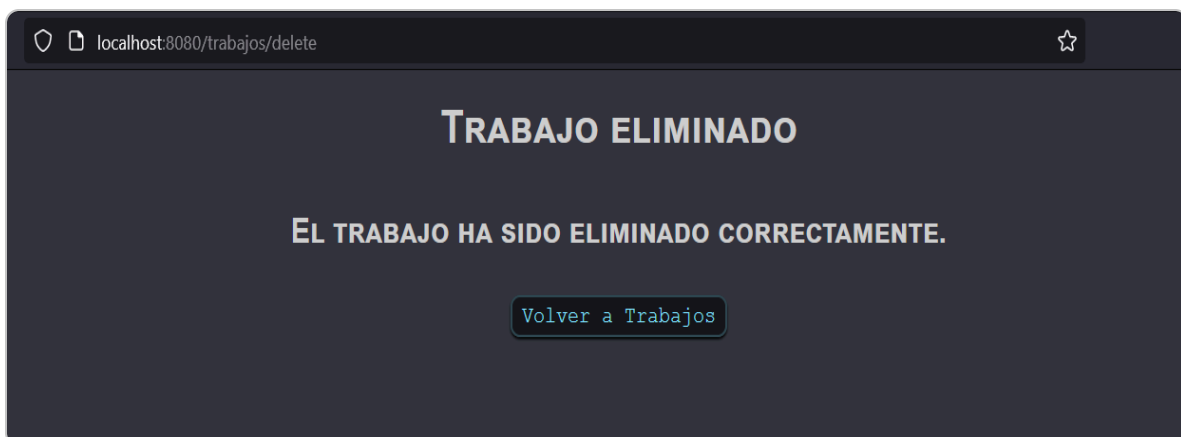 localhost:8080/trabajos/delete
Trabajo eliminado
El trabajo ha sido eliminado correctamente.
Volver a Trabajos